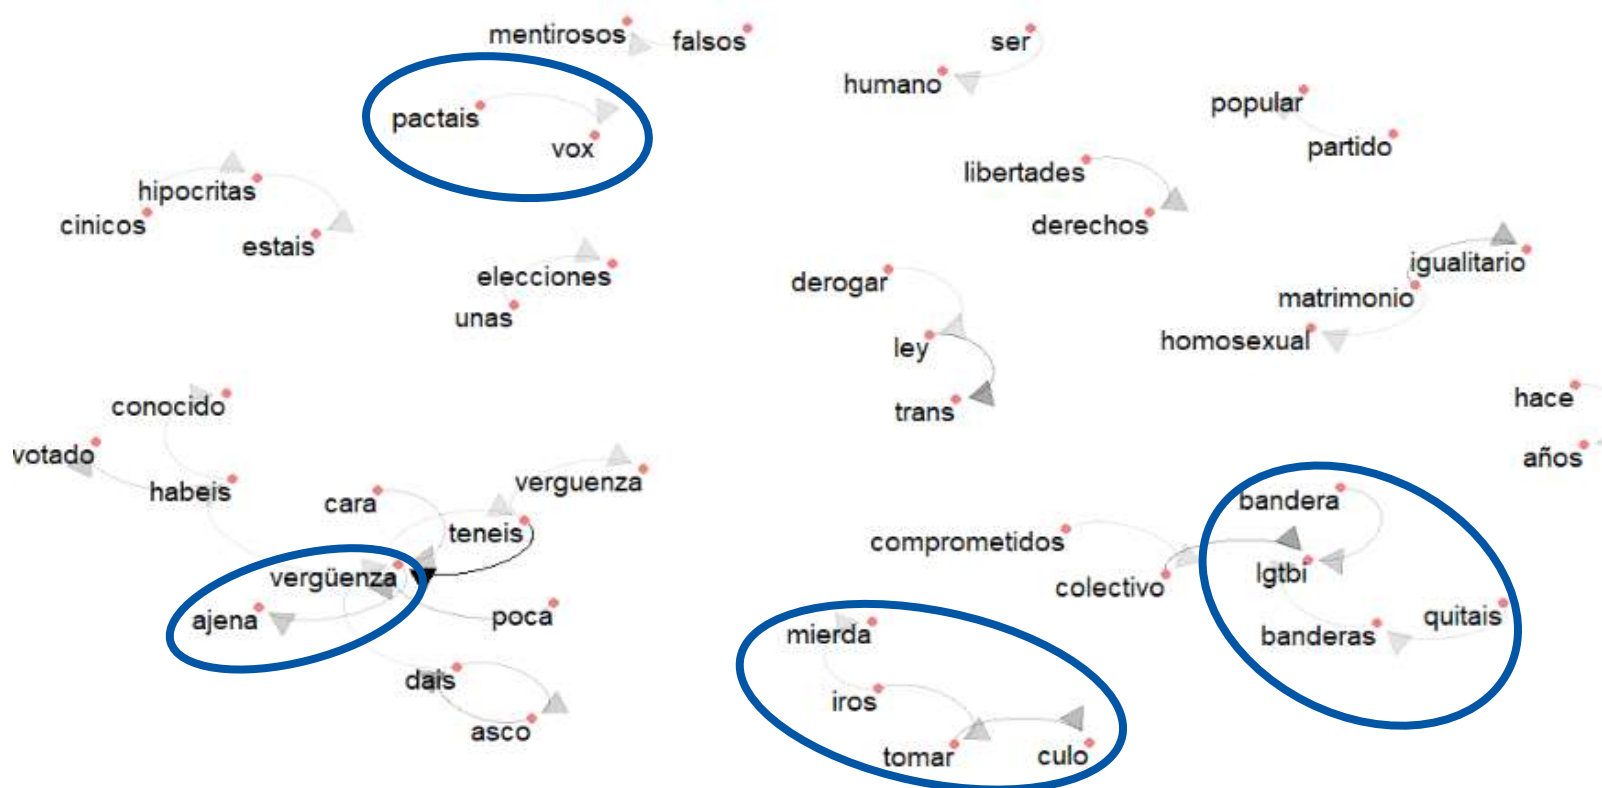 mentirosos
falsos
ser
humano
pactais
vox
popular
partido
libertades
derechos
hipocritas
cinicos
estais
elecciones
unas
derogar
ley
trans
igualitario
matrimonio
homosexual
hace
años
conocido
votado
habeis
cara
verguenza
teneis
vergüenza
ajena
poca
dais
asco
comprometidos
colectivo
bandera
lgtbi
banderas
quitais
mierda
iros
tomar
culo